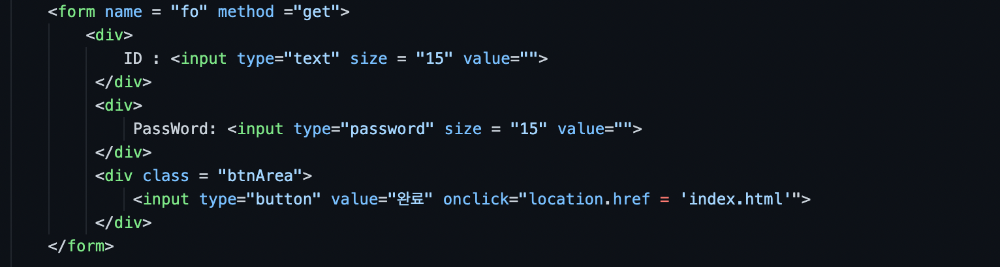 <form name = "fo" method ="get">
<div>
ID : <input type="text" size = "15" value="">
</div>
<div>
PassWord: <input type="password" size = "15" value="">
</div>
<div class = "btnArea">
<input type="button" value="완료" onclick="location.href = 'index.html'">
</div>
</form>